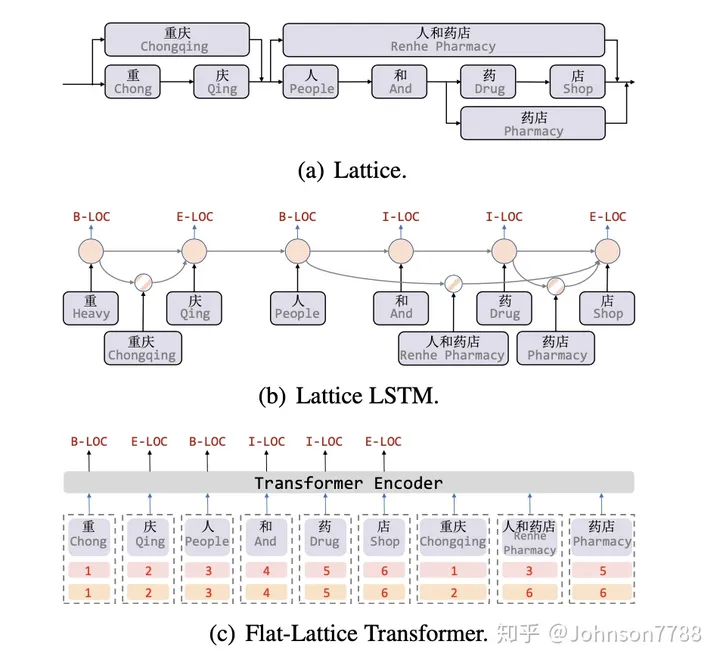 重庆 人和药店
Chongqing Renhe Pharmacy
重 庆 人 和 药 店
Chong Qing People And Drug Shop
药店
Pharmacy
(a) Lattice.
B-LOC E-LOC B-LOC I-LOC I-LOC E-LOC
重 庆 人 和 药 店
Heavy Qing People And Drug Shop
重庆 人和药店 药店
Chongqing Renhe Pharmacy Pharmacy
(b) Lattice LSTM.
B-LOC E-LOC B-LOC I-LOC I-LOC E-LOC
Transformer Encoder
重 庆 人 和 药 店 重庆 人和药店 药店
Chong Qing People And Drug Shop Chongqing Renhe Pharmacy Pharmacy
1 2 3 4 5 6 1 3 5
1 2 3 4 5 6 2 6 6
(c) Flat-Lattice Transformer.
知乎 @Johnson7788